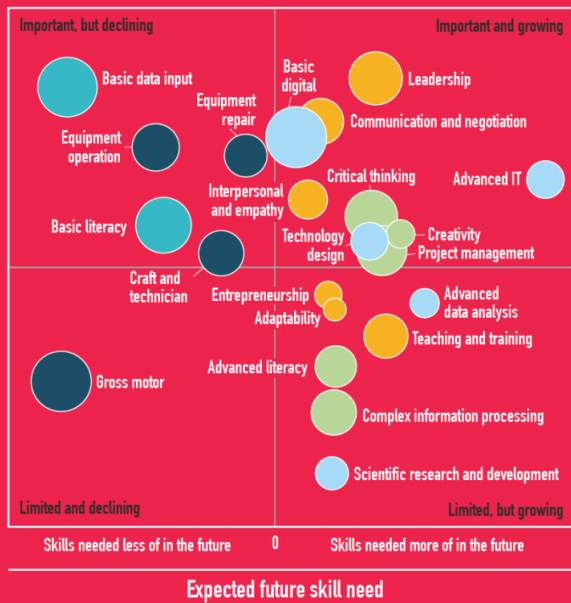 Important, but declining
Important and growing
Basic data input
Basic
digital
Leadership
Equipment
repair
Communication and negotiation
Equipment
operation
Critical thinking
Advanced IT
Interpersonal
and empathy
Basic literacy
Technology
design
Creativity
Project management
Craft and
technician
Entrepreneurship
Adaptability
Advanced
data analysis
Teaching and training
Advanced literacy
Gross motor
Complex information processing
Scientific research and development
Limited and declining
Limited, but growing
Skills needed less of in the future
0
Skills needed more of in the future
Expected future skill need